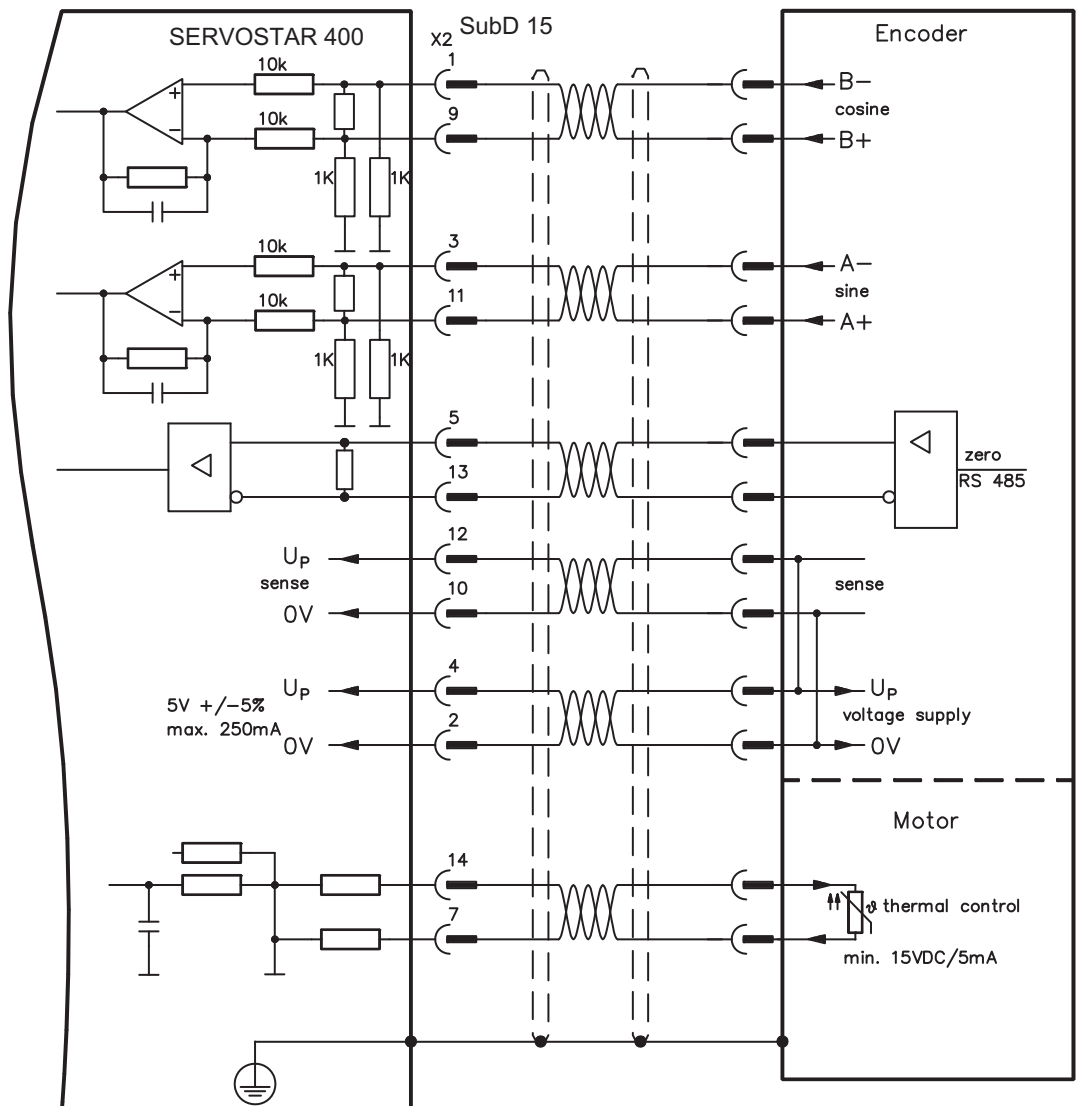 SERVOSTAR 400
X2
SubD 15
Encoder
10k
1
B-
cosine
+
-
10k
9
B+
1K
1K
10k
3
A-
sine
+
-
10k
11
A+
1K
1K
5
zero
RS 485
13
UP
12
sense
sense
0V
10
UP
4
UP
5V +/-5%
max. 250mA
voltage supply
0V
2
0V
Motor
14
ϑ thermal control
7
min. 15VDC/5mA